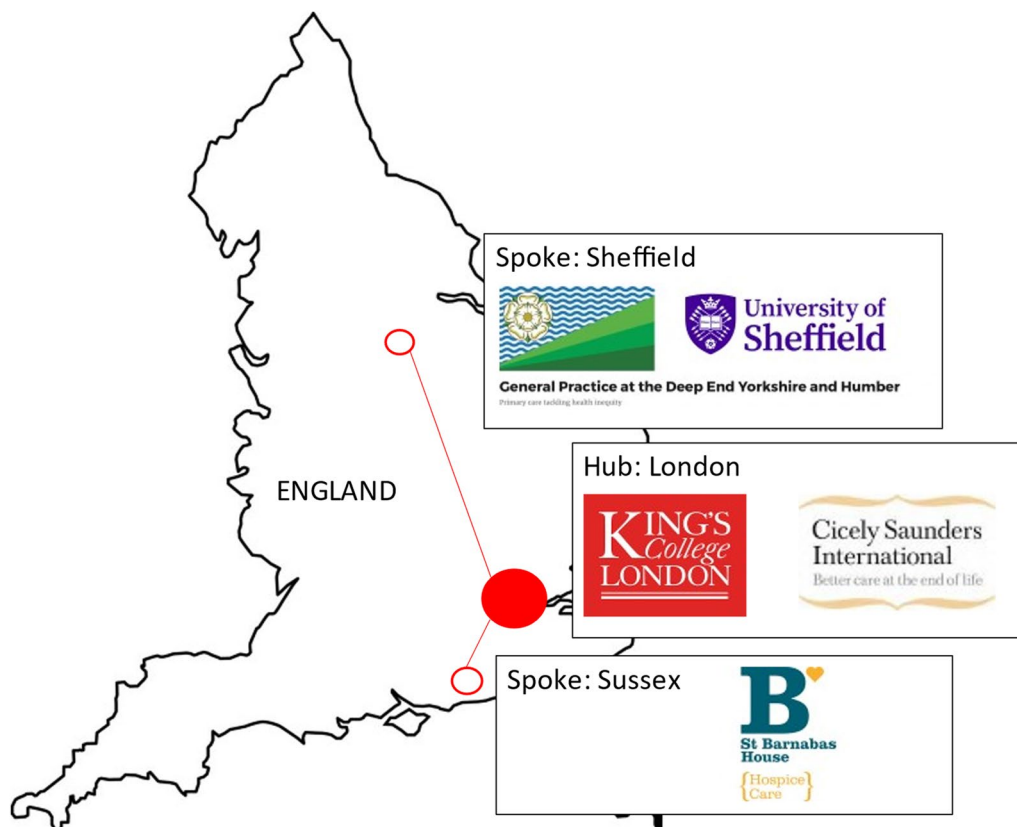 Spoke: Sheffield
University of
Sheffield
General Practice at the Deep End Yorkshire and Humber
Primary care tackling health inequity
Hub: London
KING'S
College
LONDON
Cicely Saunders
International
Better care at the end of life
ENGLAND
Spoke: Sussex
B
St Barnabas
House
{Hospice
Care}